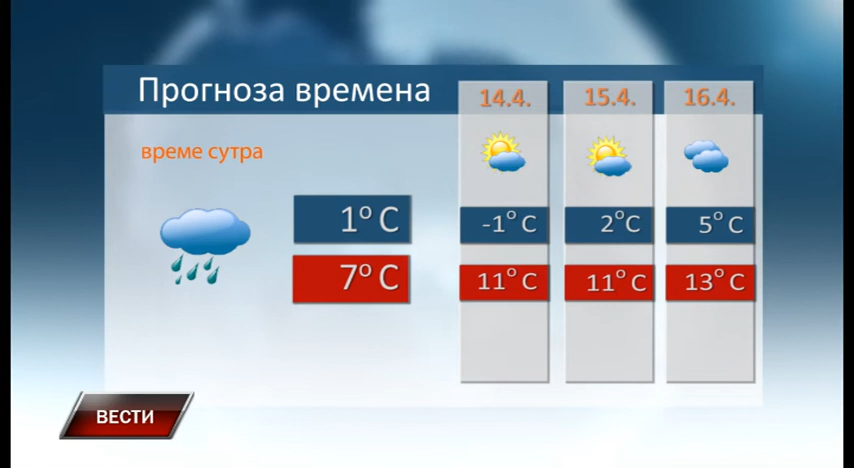 Прогноза времена
време сутра
1° C
7° C
14.4.
-1° C
11° C
15.4.
2°C
11° C
16.4.
5° C
13° C
ВЕСТИ